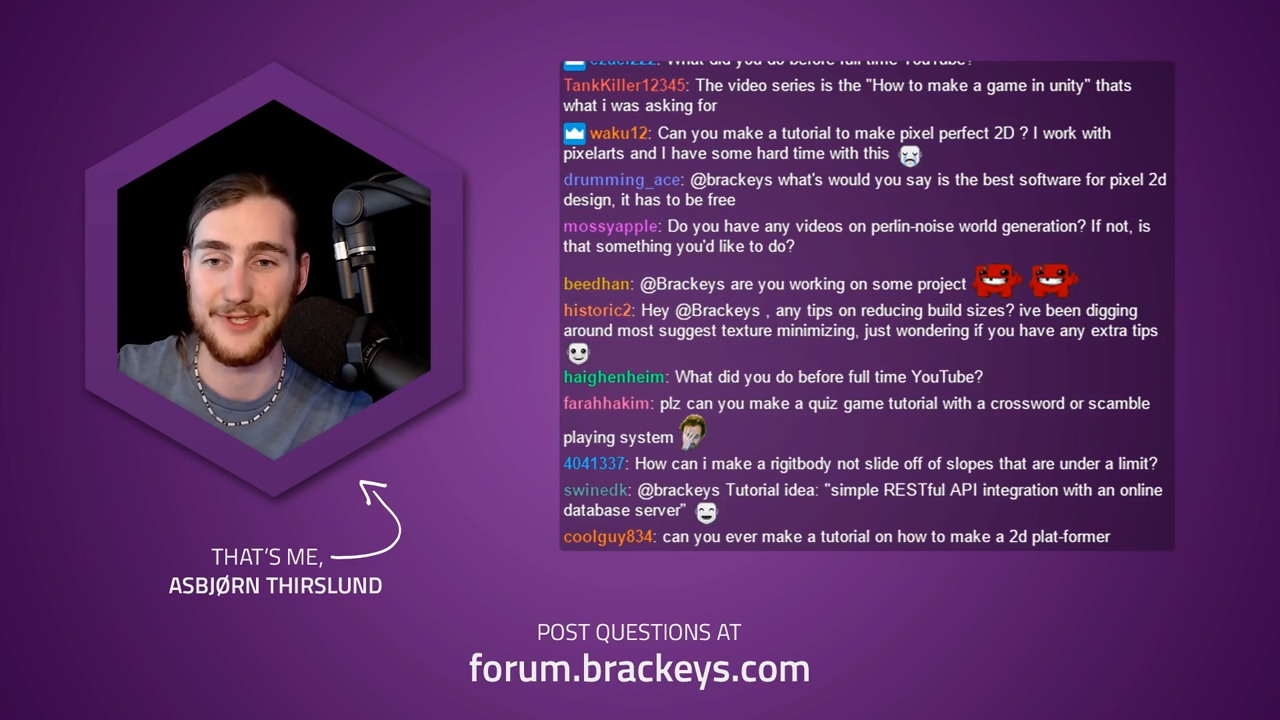 What did you do before full time YouTube?
TankKiller12345: The video series is the "How to make a game in unity" thats
what i was asking for
waku12: Can you make a tutorial to make pixel perfect 2D ? I work with
pixelarts and I have some hard time with this
drumming_ace: @brackeys what's would you say is the best software for pixel 2d
design, it has to be free
mossyapple: Do you have any videos on perlin-noise world generation? If not, is
that something you'd like to do?
beedhan: @Brackeys are you working on some project
historic2: Hey @Brackeys , any tips on reducing build sizes? ive been digging
around most suggest texture minimizing, just wondering if you have any extra tips
haighenheim: What did you do before full time YouTube?
farahhakim: plz can you make a quiz game tutorial with a crossword or scamble
playing system
4041337: How can i make a rigitbody not slide off of slopes that are under a limit?
swinedk: @brackeys Tutorial idea: "simple RESTful API integration with an online
database server"
coolguy834: can you ever make a tutorial on how to make a 2d plat-former
THAT'S ME,
ASBJØRN THIRSLUND
POST QUESTIONS AT
forum.brackeys.com